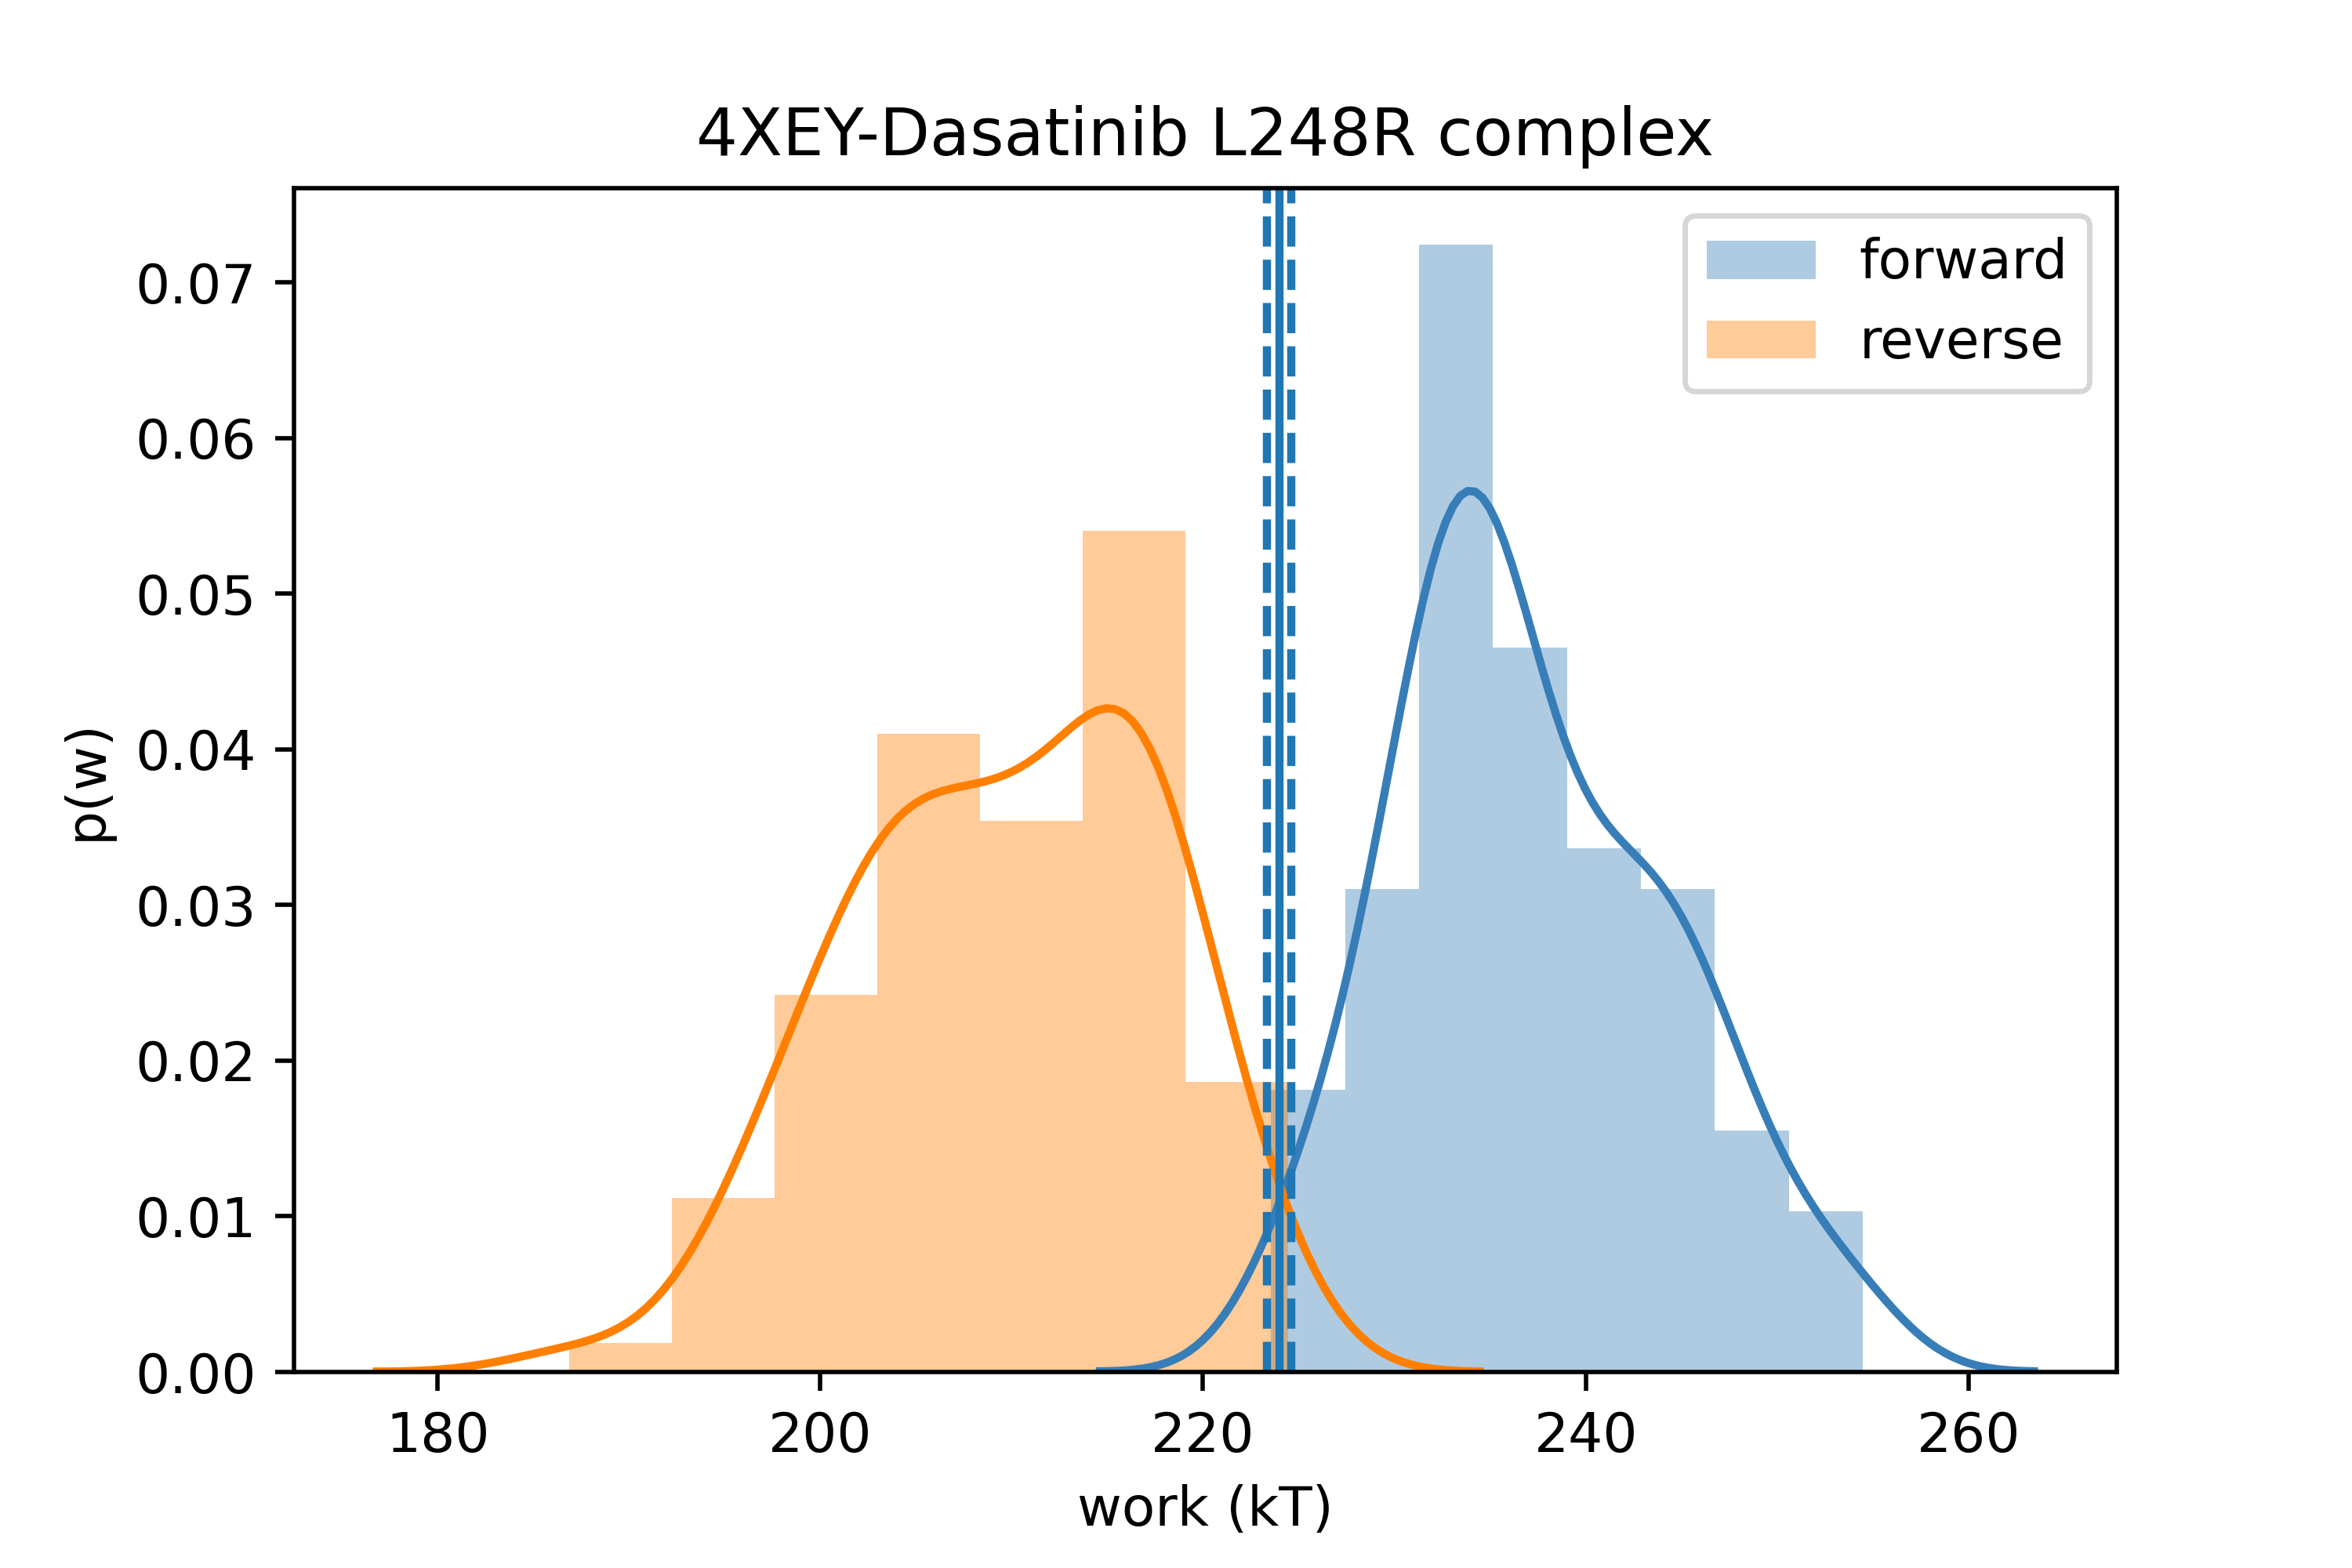 4XEY-Dasatinib L248R complex
forward
reverse
0.07
0.06
0.05
0.04
0.03
0.02
0.01
0.00
p(w)
180 200 220 240 260
work (kT)